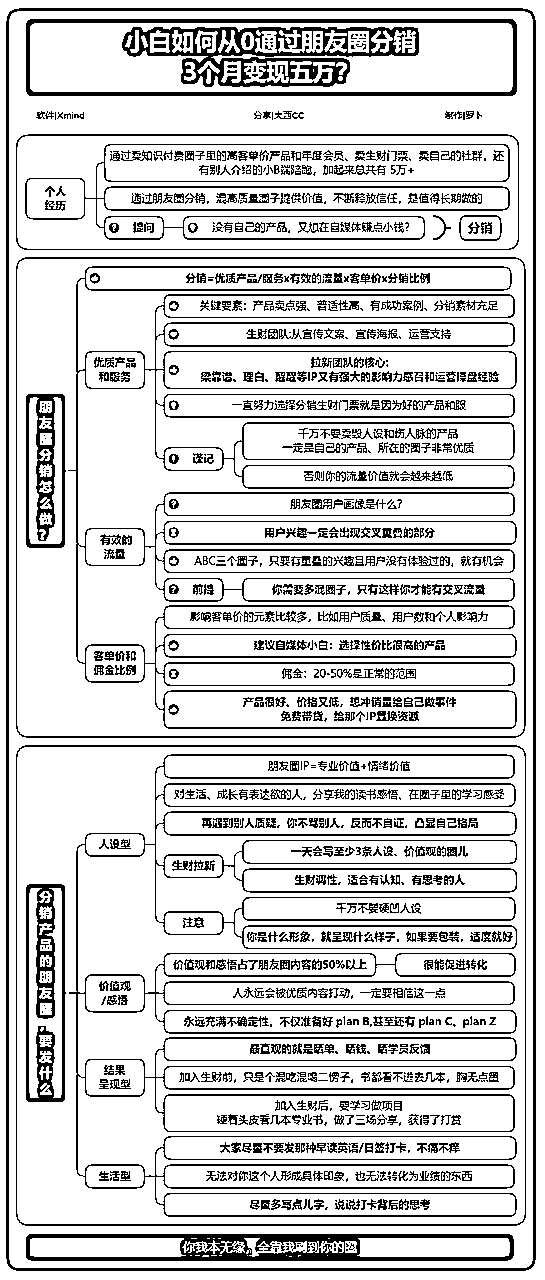 小白如何从0通过朋友圈分销
3个月变现五万？
软件|Xmind
分享|大西CC
制作|罗卜
个人
经历
通过卖知识付费圈子里的高客单价产品和年度会员、卖生财门票、卖自己的社群，还
有别人介绍的小B端陪跑，加起来总共有 5万+
通过朋友圈分销，混高质量圈子提供价值，不断释放信任，是值得长期做的
提问
没有自己的产品，又想在自媒体赚点小钱？
分销
朋友圈分销怎么做？
分销=优质产品/服务x有效的流量x客单价x分销比例
优质产品
和服务
关键要素：产品卖点强、普适性高、有成功案例、分销素材充足
生财团队:从宣传文案、宣传海报、运营支持
拉新团队的核心:
梁靠谱、理白、醒醒等IP又有强大的影响力感召和运营操盘经验
一直努力选择分销生财门票就是因为好的产品和服
谨记
千万不要卖毁人设和伤人脉的产品
一定是自己的产品、所在的圈子非常优质
否则你的流量价值就会越来越低
有效的
流量
朋友圈用户画像是什么？
用户兴趣一定会出现交叉重叠的部分
ABC三个圈子，只要有重叠的兴趣且用户没有体验过的，就有机会
前提
你需要多混圈子，只有这样你才能有交叉流量
客单价和
佣金比例
影响客单价的元素比较多，比如用户质量、用户数和个人影响力
建议自媒体小白：选择性价比很高的产品
佣金：20-50%是正常的范围
产品很好、价格又低，想冲销量给自己做事件
免费带货，给那个IP置换资源
分销产品的朋友圈，要发什么
人设型
朋友圈IP=专业价值+情绪价值
对生活、成长有表达欲的人，分享我的读书感悟、在圈子里的学习感受
再遇到别人质疑，你不骂别人，反而不自证，凸显自己格局
生财拉新
一天会写至少3条人设、价值观的圈儿
生财调性，适合有认知、有思考的人
注意
千万不要硬凹人设
你是什么形象，就呈现什么样子，如果要包装，适度就好
价值观
/感悟
价值观和感悟占了朋友圈内容的50%以上
很能促进转化
人永远会被优质内容打动，一定要相信这一点
永远充满不确定性，不仅准备好 plan B,甚至还有 plan C、plan Z
结果
呈现型
最直观的就是晒单、晒钱、晒学员反馈
加入生财前，只是个混吃混喝二傍子，书都看不进去几本，胸无点墨
加入生财后，要学习做项目
硬着头皮看几本专业书，做了三场分享，获得了打赏
生活型
大家尽量不要发那种早读英语/日签打卡，不痛不痒
无法对你这个人形成具体印象，也无法转化为业绩的东西
尽量多写点儿字，说说打卡背后的思考
你我本无缘，全靠我刷到你的圈